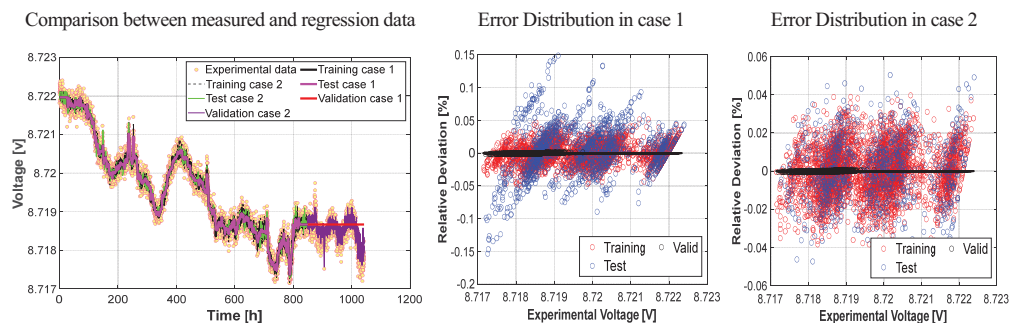 Comparison between measured and regression data
8.723
8.722
8.721
8.72
8.719
8.718
8.717
0 200 400 600 800 1000 1200
Voltage [v]
Time [h]
Experimental data
Training case 1
Training case 2
Test case 1
Test case 2
Validation case 1
Validation case 2
Error Distribution in case 1
0.15
0.1
0.05
0
-0.05
-0.1
-0.15
-0.2
8.717 8.718 8.719 8.72 8.721 8.722 8.723
Relative Deviation [%]
Experimental Voltage [V]
Training
Valid
Test
Error Distribution in case 2
0.06
0.04
0.02
0
-0.02
-0.04
-0.06
8.717 8.718 8.719 8.72 8.721 8.722 8.723
Relative Deviation [%]
Experimental Voltage [V]
Training
Valid
Test